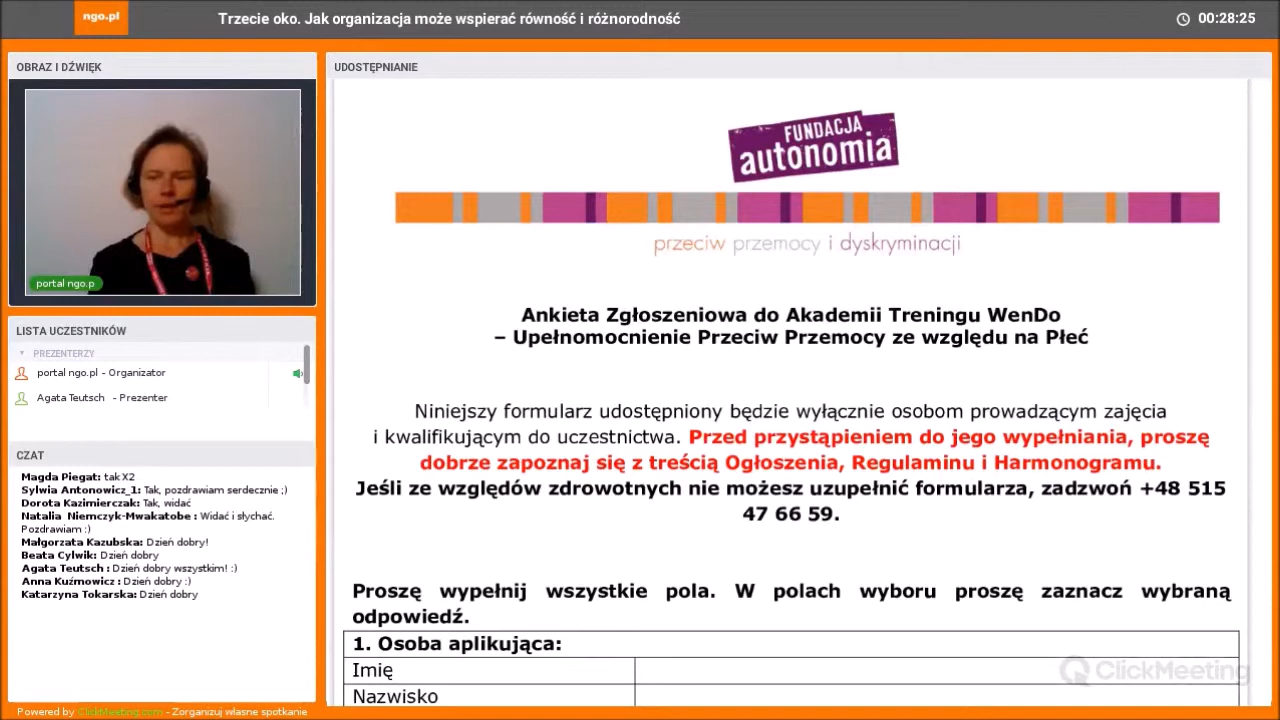 ngo.pl
Trzecie oko. Jak organizacja może wspierać równość i różnorodność
00:28:25
OBRAZ I DŹWIĘK
portal ngo.p
LISTA UCZESTNIKÓW
PREZENTERZY
portal ngo.pl - Organizator
Agata Teutsch - Prezenter
CZAT
Magda Piegat: tak X2
Sylwia Antonowicz_1: Tak, pozdrawiam serdecznie ;)
Dorota Kazimierczak: Tak, widać
Natalia Niemczyk-Mwakatobe : Widać i słychać.
Pozdrawiam :)
Małgorzata Kazubska: Dzień dobry!
Beata Cylwik: Dzień dobry
Agata Teutsch : Dzień dobry wszystkim! :)
Anna Kuźmowicz : Dzień dobry :)
Katarzyna Tokarska: Dzień dobry
Powered by ClickMeeting.com - Zorganizuj własne spotkanie
UDOSTĘPNIANIE
FUNDACJA
autonomia
przeciw przemocy i dyskryminacji
Ankieta Zgłoszeniowa do Akademii Treningu WenDo
– Upełnomocnienie Przeciw Przemocy ze względu na Płeć
Niniejszy formularz udostępniony będzie wyłącznie osobom prowadzącym zajęcia
i kwalifikującym do uczestnictwa. Przed przystąpieniem do jego wypełniania, proszę
dobrze zapoznaj się z treścią Ogłoszenia, Regulaminu i Harmonogramu.
Jeśli ze względów zdrowotnych nie możesz uzupełnić formularza, zadzwoń +48 515
47 66 59.
Proszę wypełnij wszystkie pola. W polach wyboru proszę zaznacz wybraną
odpowiedź.
1. Osoba aplikująca:
Imię
Nazwisko
ClickMeeting